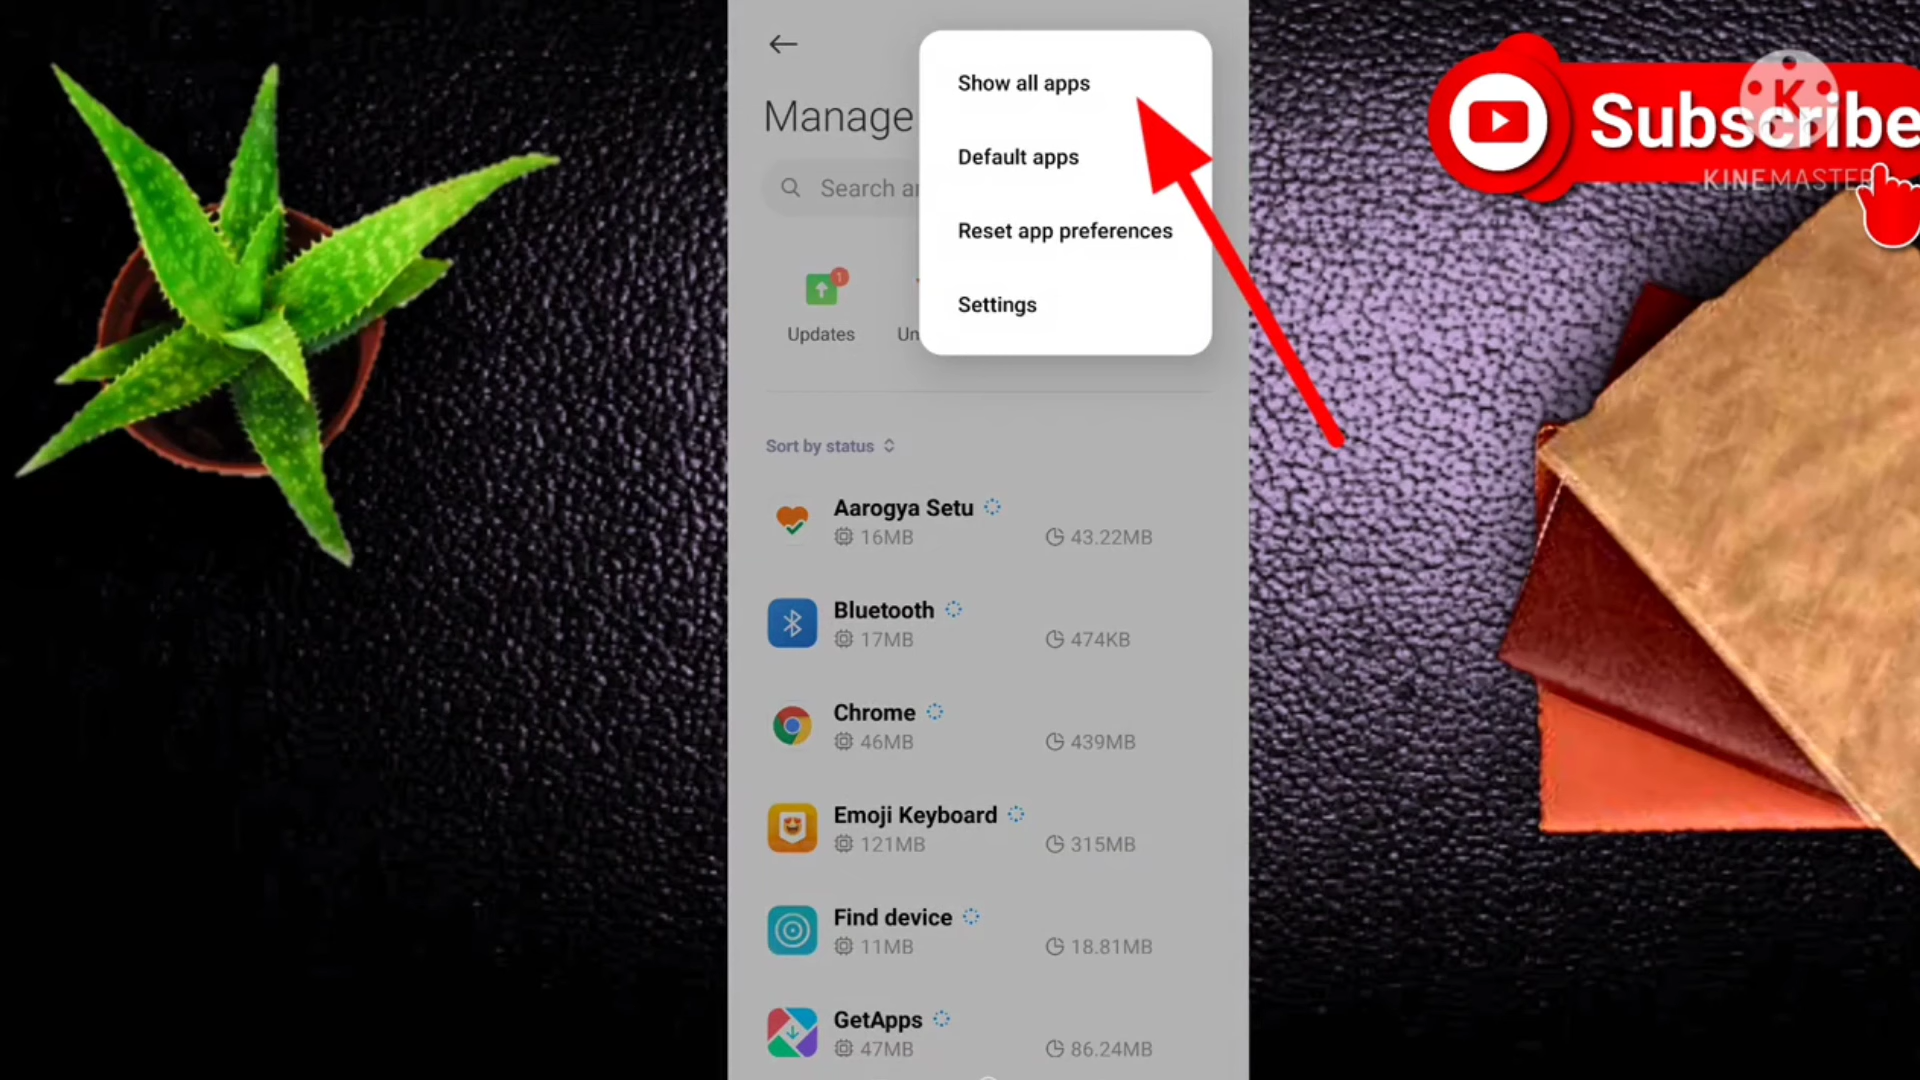 Show all apps
Manage
Default apps
Search
Reset app preferences
Settings
1
Updates
Un
Sort by status
Aarogya Setu
16MB 43.22MB
Bluetooth
17MB 474KB
Chrome
46MB 439MB
Emoji Keyboard
121MB 315MB
Find device
11MB 18.81MB
GetApps
47MB 86.24MB
Subscribe
K
KINEMASTER